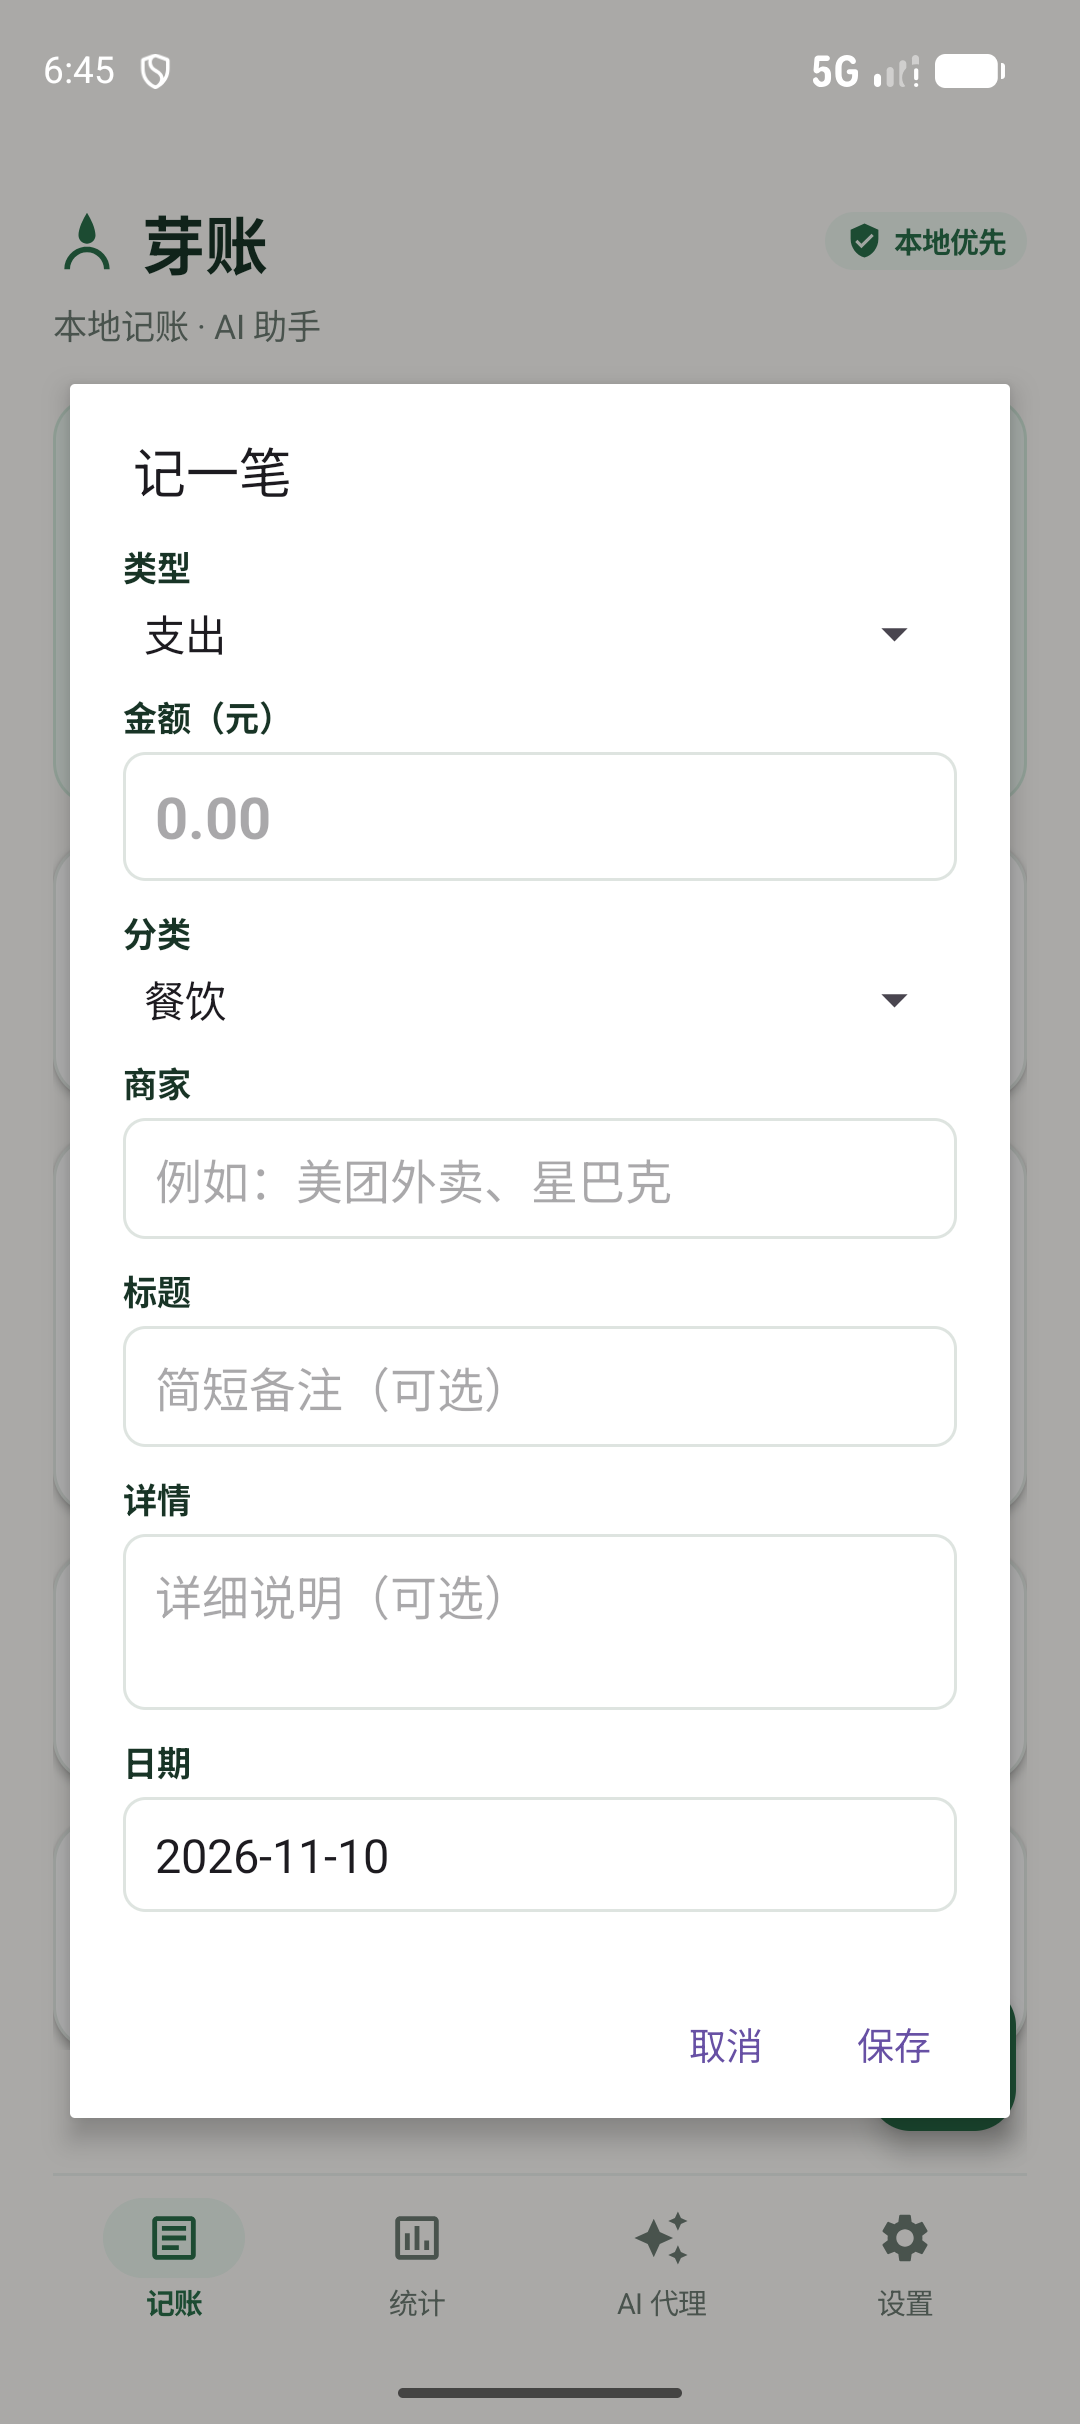 6:45
5G
芽账
本地优先
本地记账 · AI 助手
记一笔
类型
支出
金额（元）
0.00
分类
餐饮
商家
例如：美团外卖、星巴克
标题
简短备注（可选）
详情
详细说明（可选）
日期
2026-11-10
取消
保存
记账
统计
AI 代理
设置